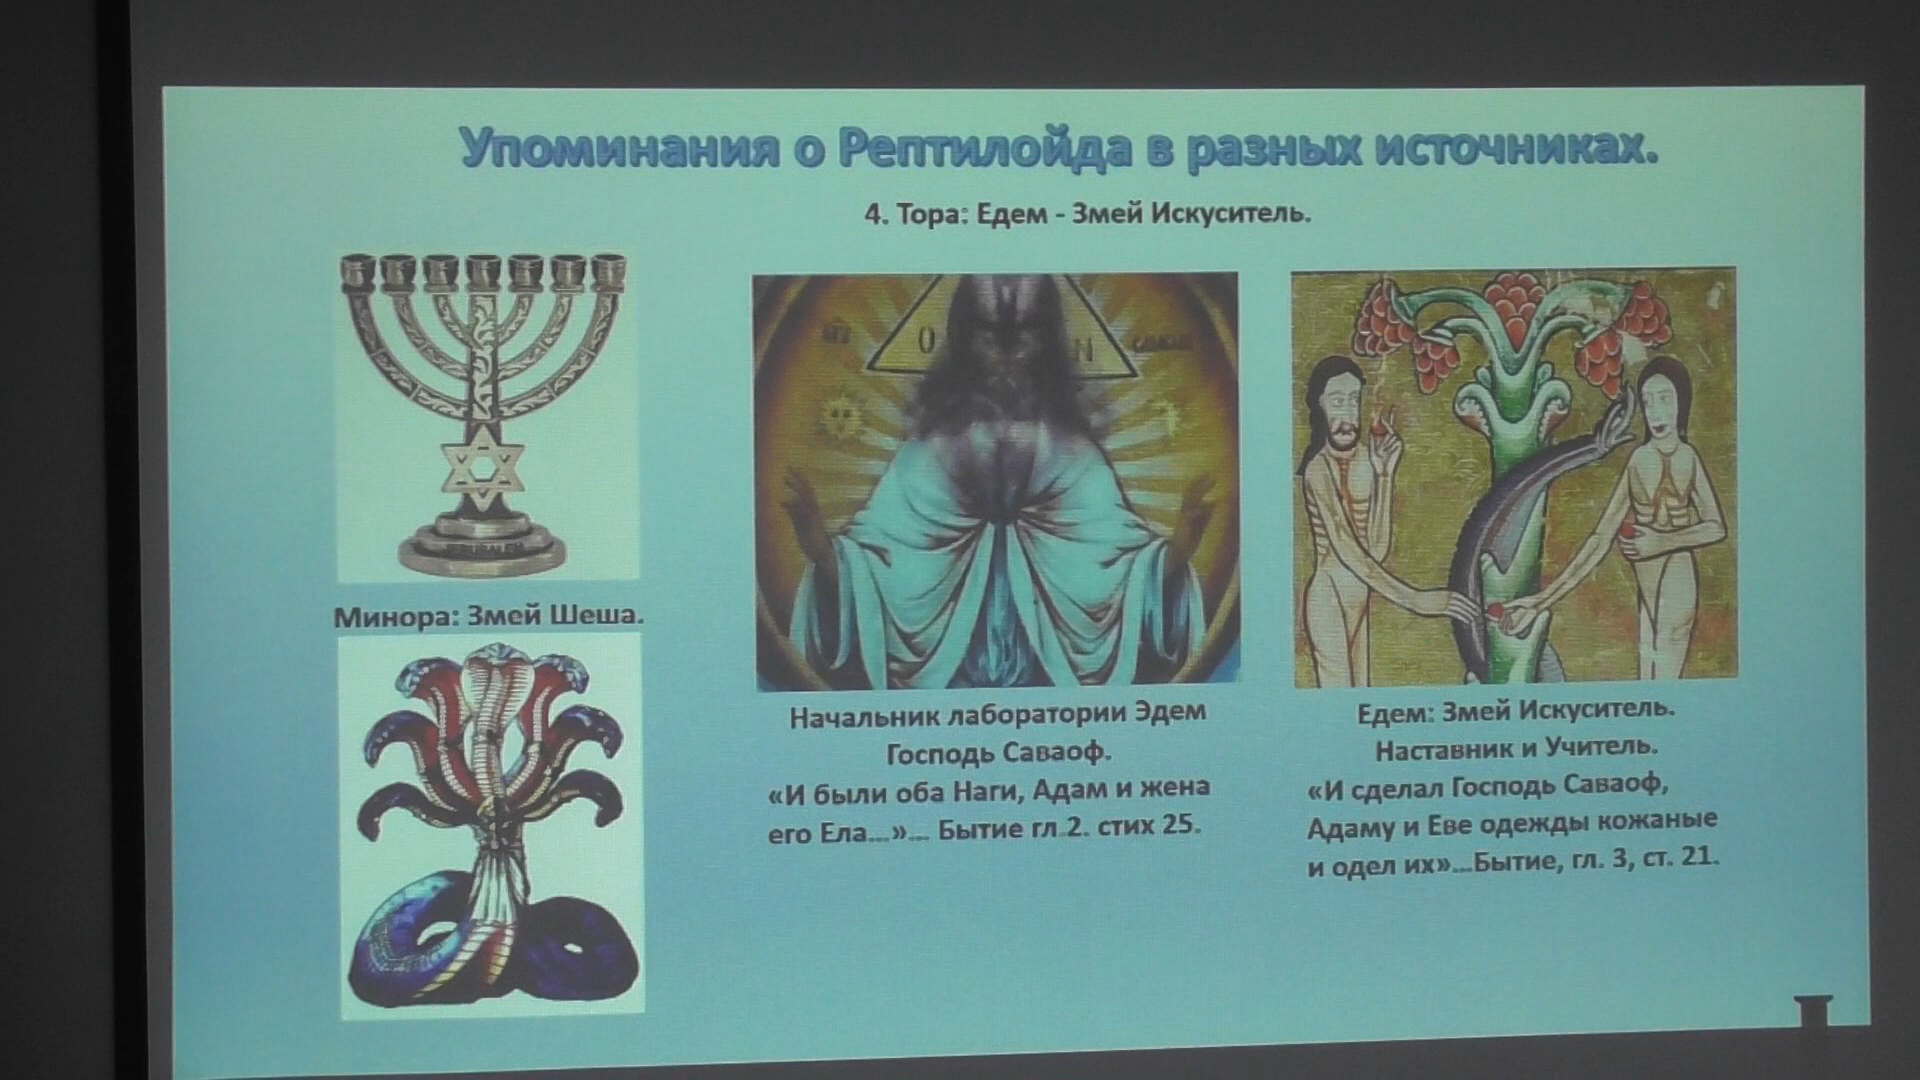 Упоминания о Рептилойда в разных источниках.
4. Тора: Едем - Змей Искуситель.
JERUSALEM
Минора: Змей Шеша.
О
N
Начальник лаборатории Эдем
Господь Саваоф.
«И были оба Наги, Адам и жена
его Ела...»... Бытие гл.2. стих 25.
Едем: Змей Искуситель.
Наставник и Учитель.
«И сделал Господь Саваоф,
Адаму и Еве одежды кожаные
и одел их»...Бытие, гл. 3, ст. 21.